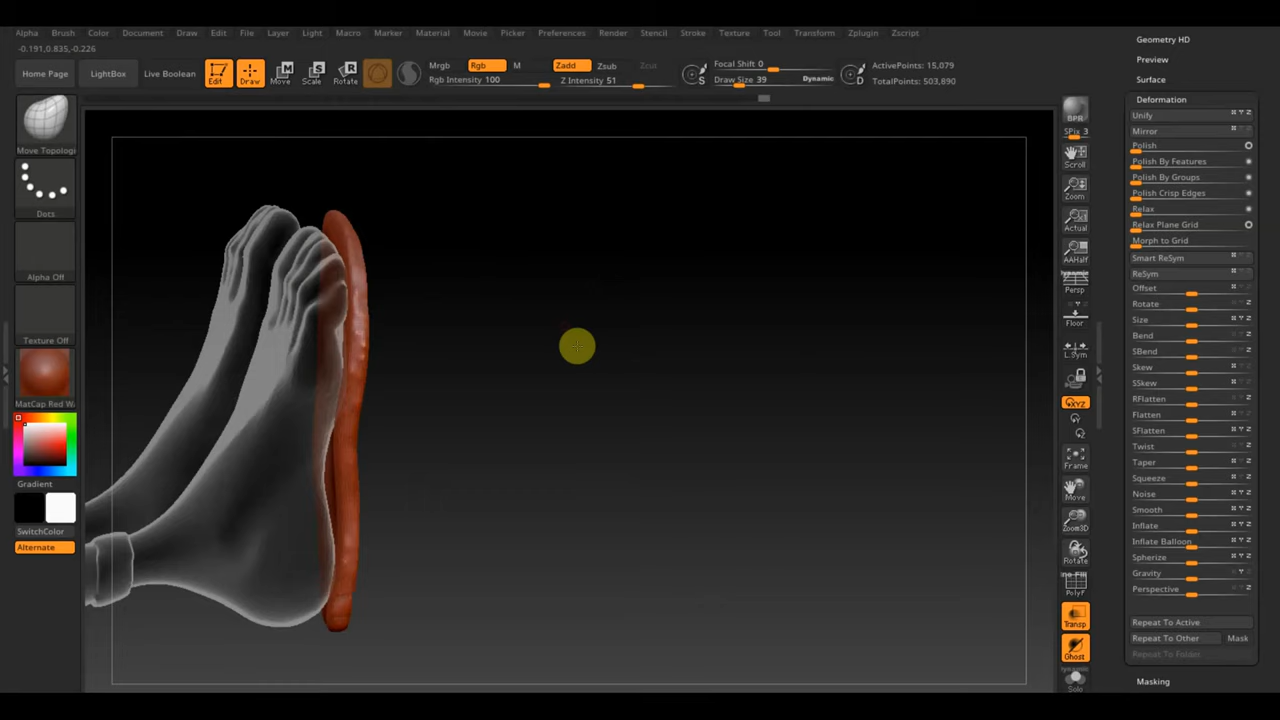 Alpha Brush Color Document Draw Edit File Layer Light Macro Marker Material Movie Picker Preferences Render Stencil Stroke Texture Tool Transform Zplugin Zscript
-0.191,0.835,-0.226
Home Page LightBox Live Boolean Edit Draw Move Scale Rotate
Mrgb Rgb M Zadd Zsub Zcut
Rgb Intensity 100 Z Intensity 51
S Focal Shift 0
Draw Size 39 Dynamic
D ActivePoints: 15,079
TotalPoints: 503,890
Move Topologi
Dots
Alpha Off
Texture Off
MatCap Red Wa
Gradient
SwitchColor
Alternate
BPR
SPix 3
Scroll
Zoom
Actual
AAHalf
Dynamic
Persp
Floor
L.Sym
XYZ
Frame
Move
Zoom3D
Rotate
PolyF
Transp
Ghost
Dynamic
Solo
Geometry HD
Preview
Surface
Deformation
Unify
Mirror
Polish
Polish By Features
Polish By Groups
Polish Crisp Edges
Relax
Relax Plane Grid
Morph to Grid
Smart ReSym
ReSym
Offset
Rotate
Size
Bend
SBend
Skew
SSkew
RFlatten
Flatten
SFlatten
Twist
Taper
Squeeze
Noise
Smooth
Inflate
Inflate Balloon
Spherize
Gravity
Perspective
Repeat To Active
Repeat To Other Mask
Repeat To Folder
Masking